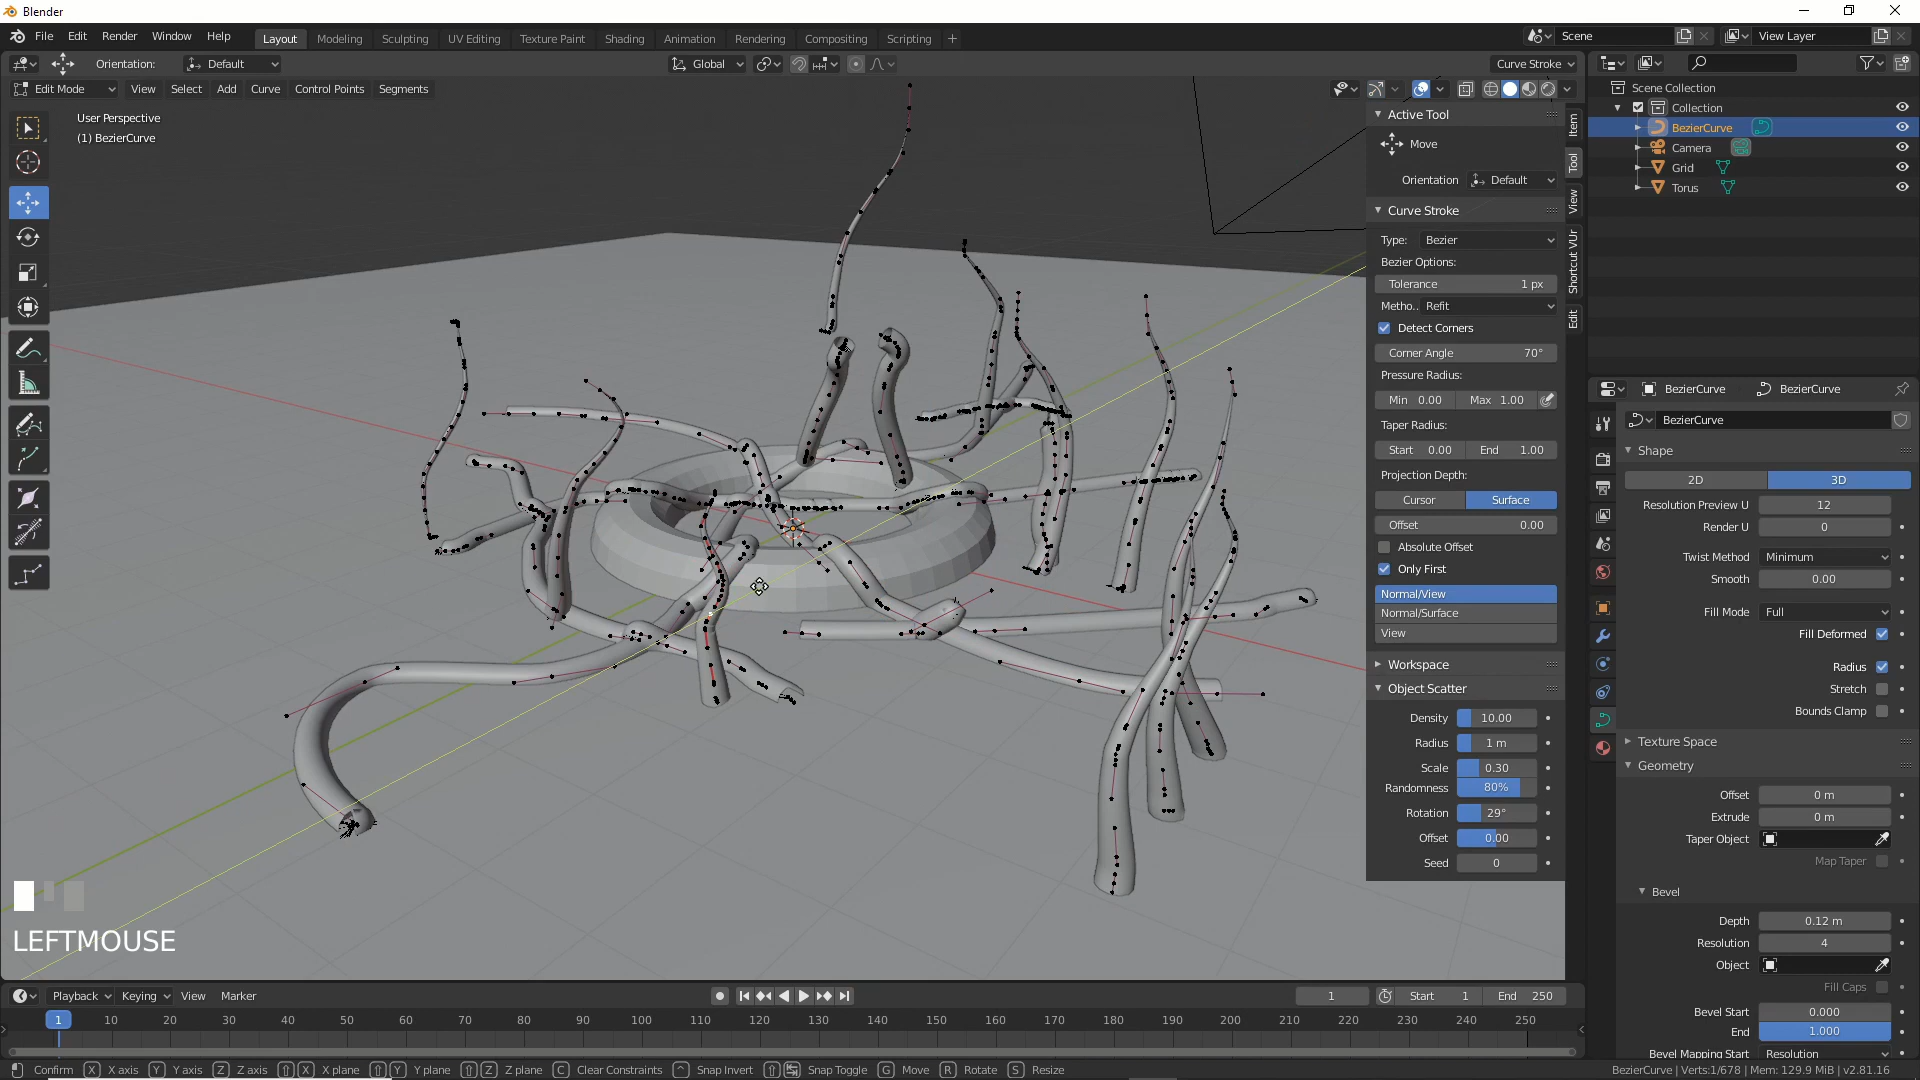 Blender
File Edit Render Window Help
Layout Modeling Sculpting UV Editing Texture Paint Shading Animation Rendering Compositing Scripting +
Scene
View Layer
Orientation: Default
Global
Curve Stroke
Edit Mode View Select Add Curve Control Points Segments
User Perspective
(1) BezierCurve
Active Tool
Move
Orientation Default
Curve Stroke
Type: Bezier
Bezier Options:
Tolerance 1 px
Metho.. Refit
Detect Corners
Corner Angle 70°
Pressure Radius:
Min 0.00 Max 1.00
Taper Radius:
Start 0.00 End 1.00
Projection Depth:
Cursor Surface
Offset 0.00
Absolute Offset
Only First
Normal/View
Normal/Surface
View
Workspace
Object Scatter
Density 10.00
Radius 1 m
Scale 0.30
Randomness 80%
Rotation 29°
Offset 0.00
Seed 0
Item
Tool
View
Shortcut VUr
Edit
Scene Collection
Collection
BezierCurve
Camera
Grid
Torus
BezierCurve BezierCurve
BezierCurve
Shape
2D 3D
Resolution Preview U 12
Render U 0
Twist Method Minimum
Smooth 0.00
Fill Mode Full
Fill Deformed
Radius
Stretch
Bounds Clamp
Texture Space
Geometry
Offset 0 m
Extrude 0 m
Taper Object
Map Taper
Bevel
Depth 0.12 m
Resolution 4
Object
Fill Caps
Bevel Start 0.000
End 1.000
Bevel Mapping Start Resolution
LEFTMOUSE
Playback Keying View Marker
1 Start 1 End 250
1 10 20 30 40 50 60 70 80 90 100 110 120 130 140 150 160 170 180 190 200 210 220 230 240 250
Confirm X X axis Y Y axis Z Z axis X X plane Y Y plane Z Z plane C Clear Constraints Snap Invert Snap Toggle G Move R Rotate S Resize
BezierCurve | Verts:1/678 | Mem: 129.9 MiB | v2.81.16